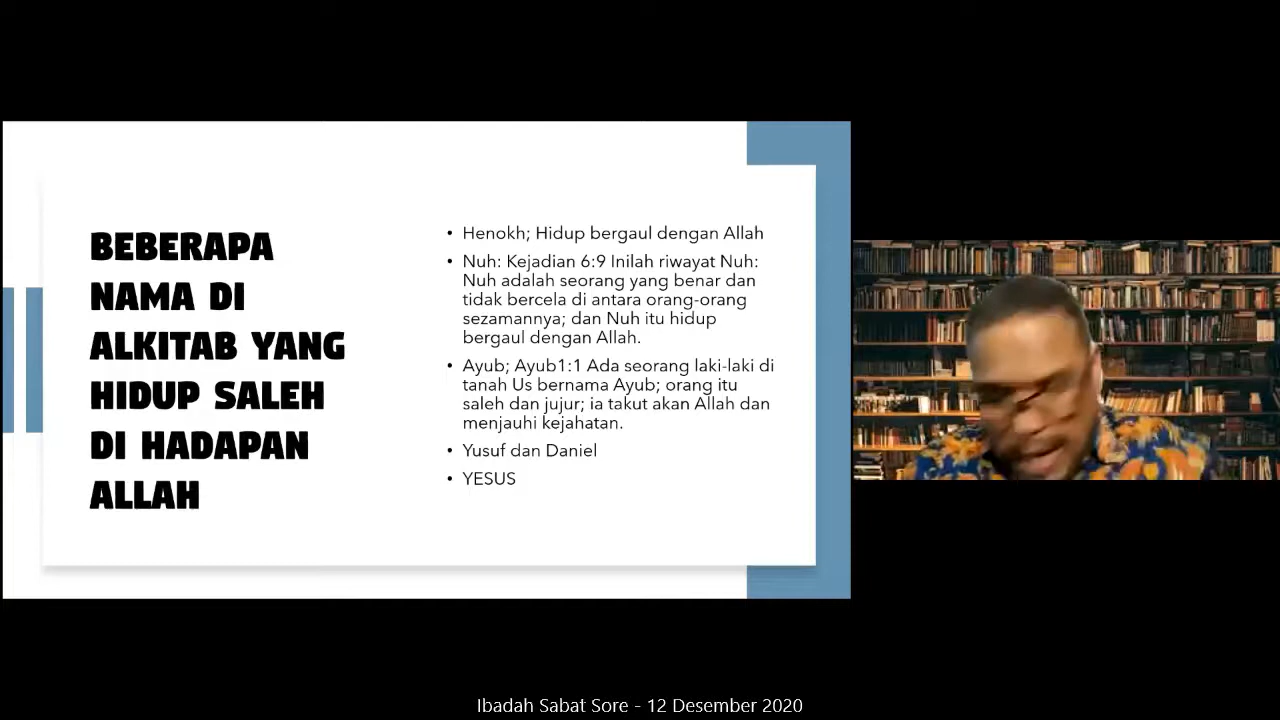 BEBERAPA
NAMA DI
ALKITAB YANG
HIDUP SALEH
DI HADAPAN
ALLAH
• Henokh; Hidup bergaul dengan Allah
• Nuh: Kejadian 6:9 Inilah riwayat Nuh:
Nuh adalah seorang yang benar dan
tidak bercela di antara orang-orang
sezamannya; dan Nuh itu hidup
bergaul dengan Allah.
• Ayub; Ayub1:1 Ada seorang laki-laki di
tanah Us bernama Ayub; orang itu
saleh dan jujur; ia takut akan Allah dan
menjauhi kejahatan.
• Yusuf dan Daniel
• YESUS
Ibadah Sabat Sore - 12 Desember 2020